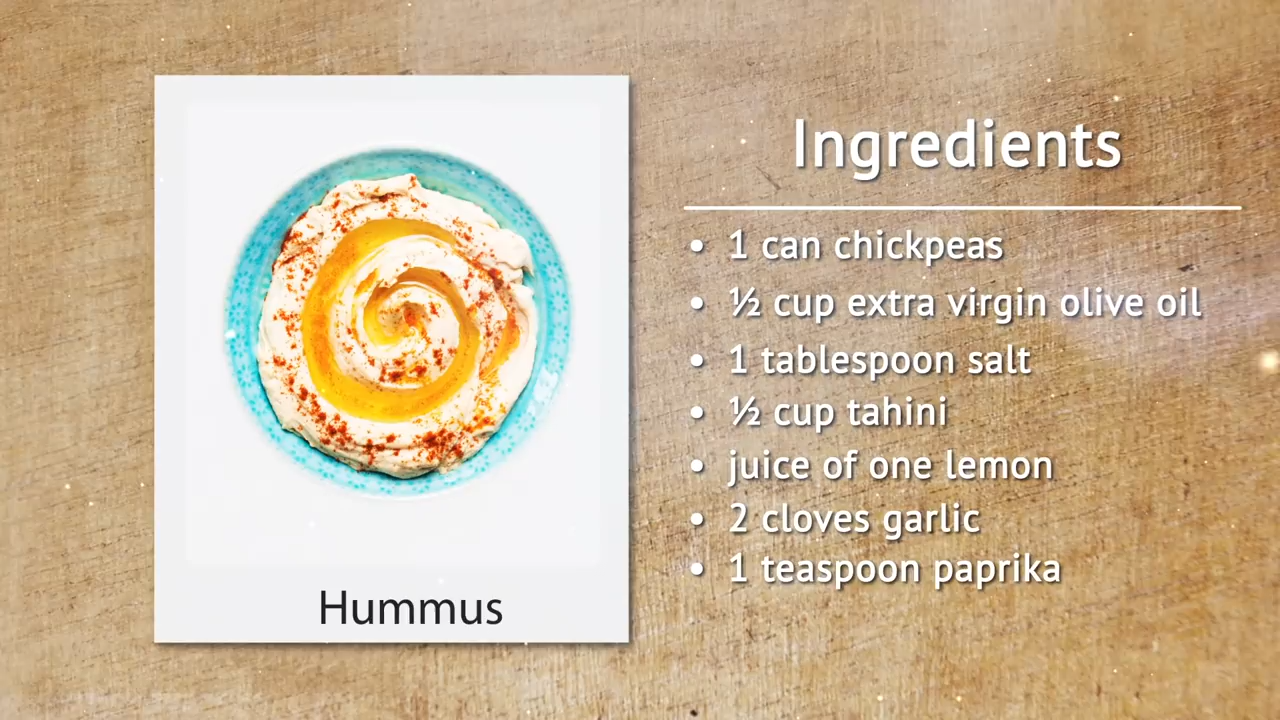 Ingredients
• 1 can chickpeas
• ½ cup extra virgin olive oil
• 1 tablespoon salt
• ½ cup tahini
• juice of one lemon
• 2 cloves garlic
• 1 teaspoon paprika
Hummus